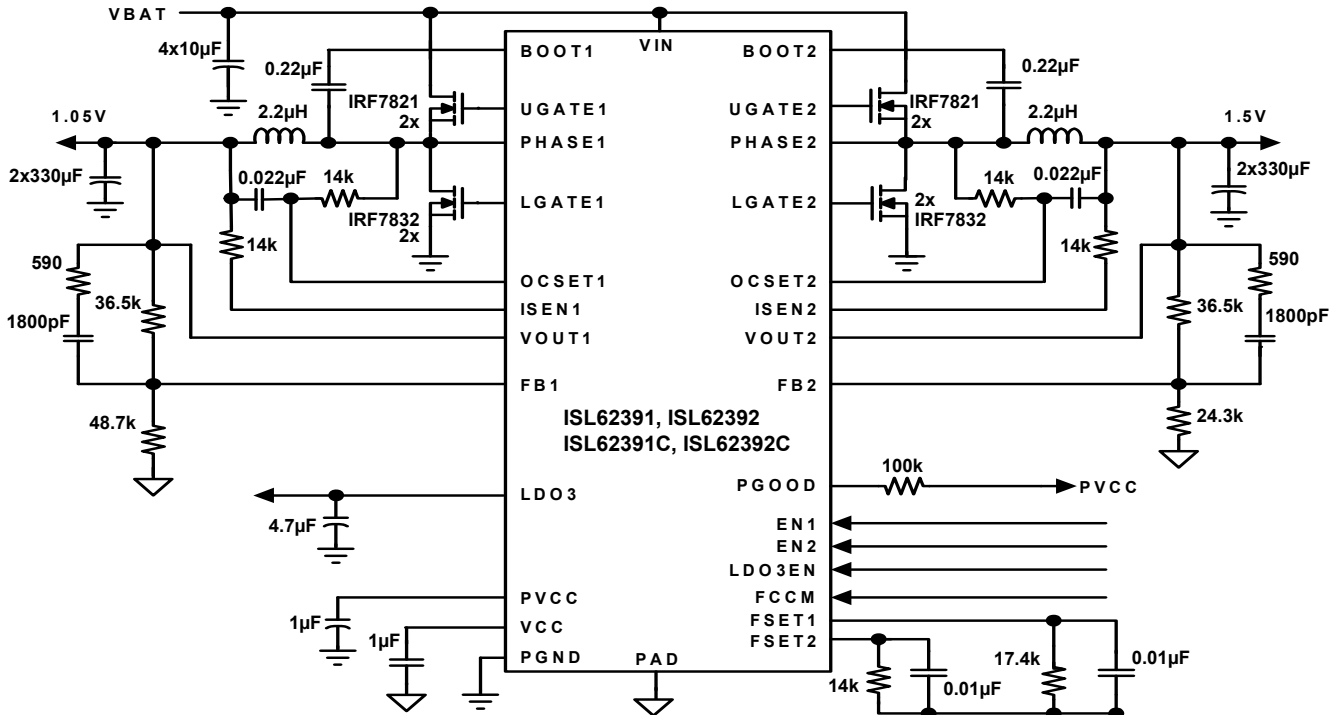 VBAT
4x10µF
0.22µF
BOOT1
VIN
BOOT2
0.22µF
IRF7821
2x
UGATE1
UGATE2
IRF7821
2x
1.05V
2.2µH
PHASE1
PHASE2
2.2µH
1.5V
2x330µF
0.022µF
14k
IRF7832
2x
LGATE1
LGATE2
2x
IRF7832
14k
0.022µF
2x330µF
14k
14k
590
36.5k
1800pF
OCSET1
ISEN1
VOUT1
FB1
OCSET2
ISEN2
VOUT2
FB2
590
36.5k
1800pF
48.7k
24.3k
ISL62391, ISL62392
ISL62391C, ISL62392C
LDO3
4.7µF
PGOOD
100k
PVCC
EN1
EN2
LDO3EN
FCCM
FSET1
FSET2
PVCC
1µF
VCC
1µF
PGND
PAD
14k
0.01µF
17.4k
0.01µF